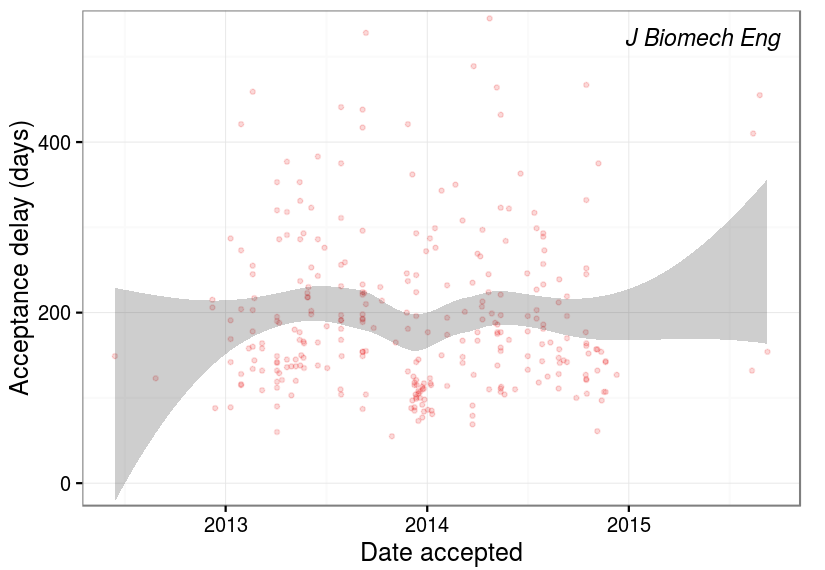 J Biomech Eng
Acceptance delay (days)
400
200
0
2013 2014 2015
Date accepted